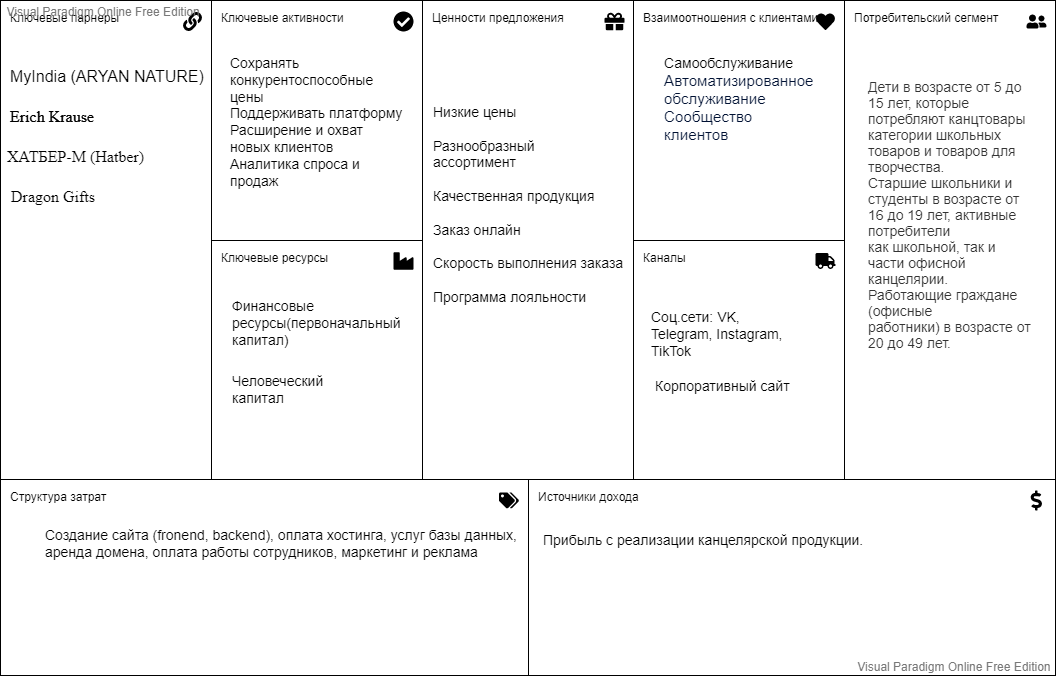 Visual Paradigm Online Free Edition
Ключевые парнеры
MyIndia (ARYAN NATURE)
Erich Krause
ХАТБЕР-М (Hatber)
Dragon Gifts
Ключевые активности
Сохранять
конкурентоспособные
цены
Поддерживать платформу
Расширение и охват
новых клиентов
Аналитика спроса и
продаж
Ключевые ресурсы
Финансовые
ресурсы(первоначальный
капитал)
Человеческий
капитал
Ценности предложения
Низкие цены
Разнообразный
ассортимент
Качественная продукция
Заказ онлайн
Скорость выполнения заказа
Программа лояльности
Взаимоотношения с клиентами
Самообслуживание
Автоматизированное
обслуживание
Сообщество
клиентов
Каналы
Соц.сети: VK,
Telegram, Instagram,
TikTok
Корпоративный сайт
Потребительский сегмент
Дети в возрасте от 5 до
15 лет, которые
потребляют канцтовары
категории школьных
товаров и товаров для
творчества.
Старшие школьники и
студенты в возрасте от
16 до 19 лет, активные
потребители
как школьной, так и
части офисной
канцелярии.
Работающие граждане
(офисные
работники) в возрасте от
20 до 49 лет.
Структура затрат
Создание сайта (fronend, backend), оплата хостинга, услуг базы данных,
аренда домена, оплата работы сотрудников, маркетинг и реклама
Источники дохода
Прибыль с реализации канцелярской продукции.
Visual Paradigm Online Free Edition